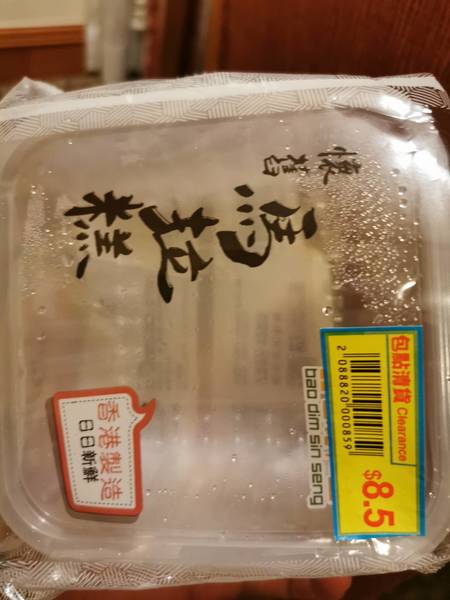 懷舊
馬拉糕
香港製造
日日新鮮
bao dim sin seng
包點清貨 Clearance
2 088820 000859
$8.5